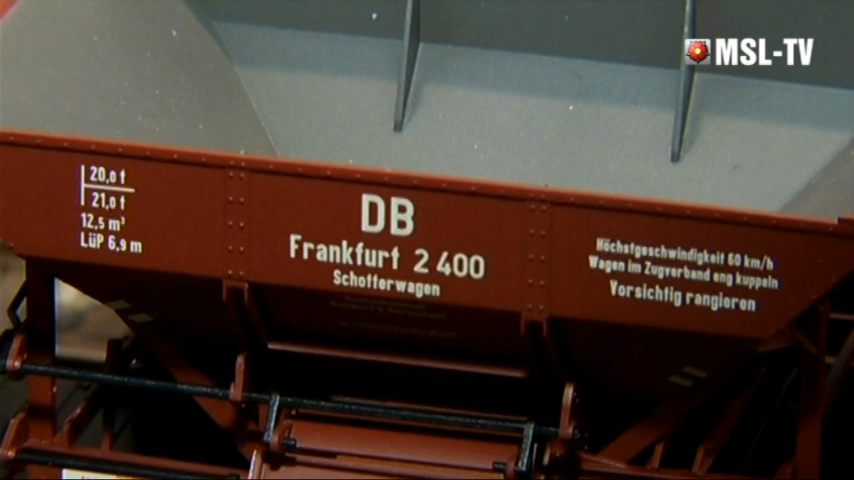 MSL-TV
20,0 t
21,0 t
12,5 m³
LüP 6,9 m
DB
Frankfurt 2 400
Schotterwagen
Höchstgeschwindigkeit 60 km/h
Wagen im Zugverband eng kuppeln
Vorsichtig rangieren